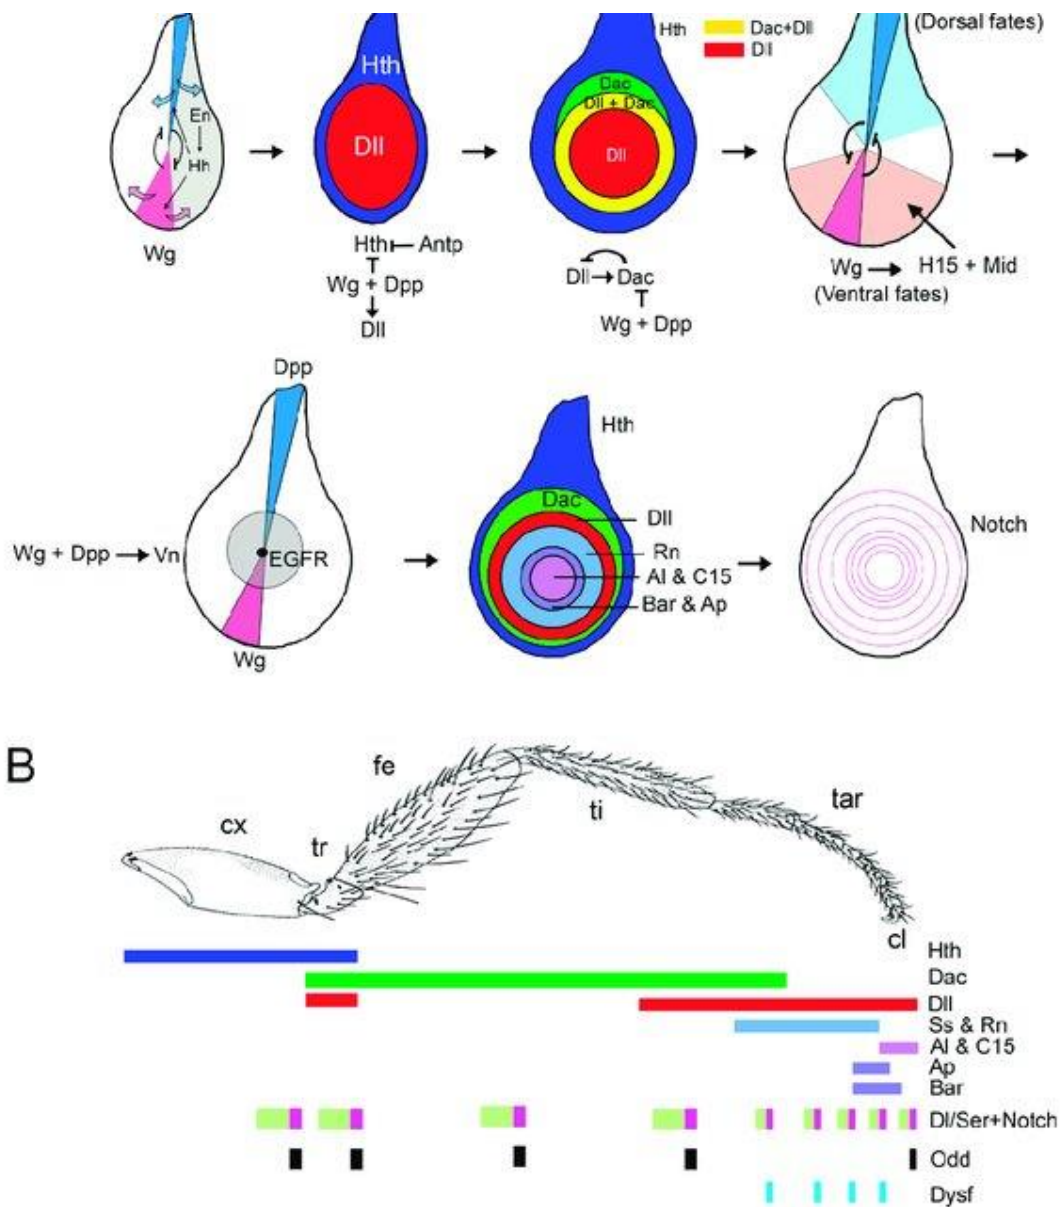 (Dorsal fates)
Hth
Dac+Dll
Dll
En
Hh
Wg
Hth
Dll
Hth Antp
Wg + Dpp
Dll
Dac
Dll + Dac
Dll
Dll Dac
Wg + Dpp
Wg H15 + Mid
(Ventral fates)
Dpp
Wg + Dpp Vn
EGFR
Wg
Hth
Dac
Dll
Rn
Al & C15
Bar & Ap
Notch
B
cx
tr
fe
ti
tar
cl
Hth
Dac
Dll
Ss & Rn
Al & C15
Ap
Bar
Dl/Ser+Notch
Odd
Dysf